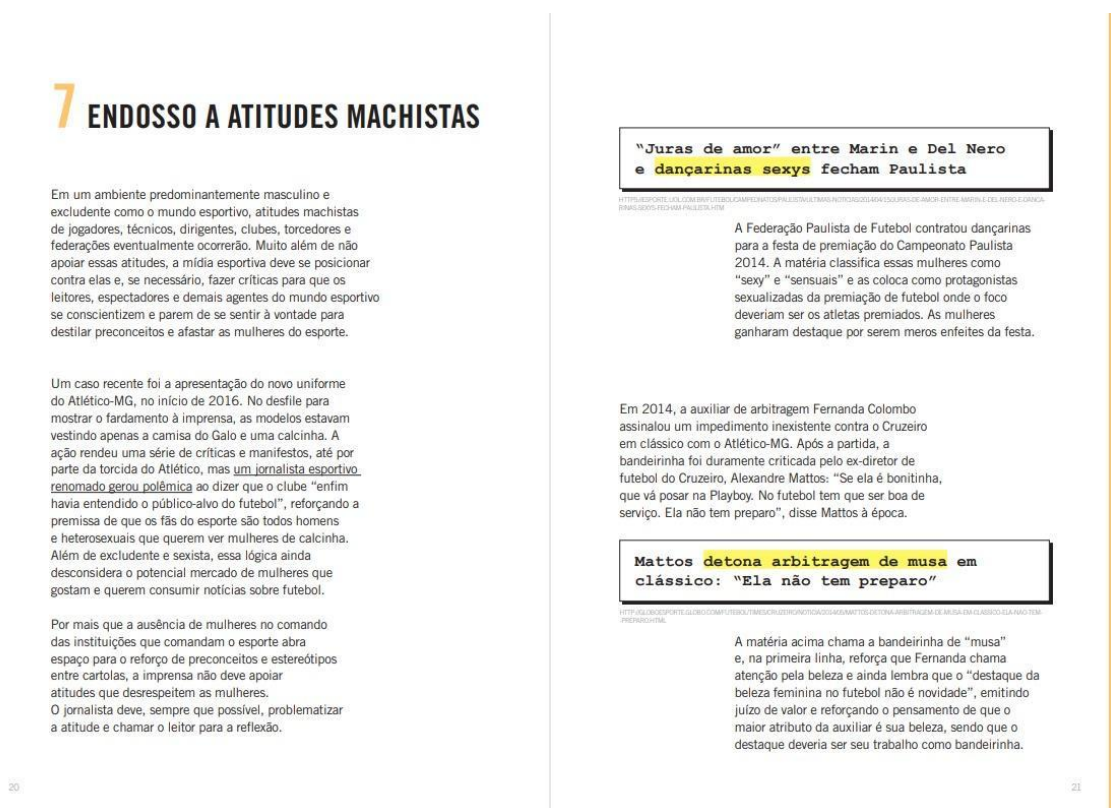 7 ENDOSSO A ATITUDES MACHISTAS
Em um ambiente predominantemente masculino e
excludente como o mundo esportivo, atitudes machistas
de jogadores, técnicos, dirigentes, clubes, torcedores e
federações eventualmente ocorrerão. Muito além de não
apoiar essas atitudes, a mídia esportiva deve se posicionar
contra elas e, se necessário, fazer críticas para que os
leitores, espectadores e demais agentes do mundo esportivo
se conscientizem e parem de se sentir à vontade para
destilar preconceitos e afastar as mulheres do esporte.
Um caso recente foi a apresentação do novo uniforme
do Atlético-MG, no início de 2016. No desfile para
mostrar o fardamento à imprensa, as modelos estavam
vestindo apenas a camisa do Galo e uma calcinha. A
ação rendeu uma série de críticas e manifestos, até por
parte da torcida do Atlético, mas um jornalista esportivo
renomado gerou polêmica ao dizer que o clube “enfim
havia entendido o público-alvo do futebol”, reforçando a
premissa de que os fãs do esporte são todos homens
e heterosexuais que querem ver mulheres de calcinha.
Além de excludente e sexista, essa lógica ainda
desconsidera o potencial mercado de mulheres que
gostam e querem consumir notícias sobre futebol.
Por mais que a ausência de mulheres no comando
das instituições que comandam o esporte abra
espaço para o reforço de preconceitos e estereótipos
entre cartolas, a imprensa não deve apoiar
atitudes que desrespeitem as mulheres.
O jornalista deve, sempre que possível, problematizar
a atitude e chamar o leitor para a reflexão.
20
“Juras de amor” entre Marin e Del Nero
e dançarinas sexys fecham Paulista
A Federação Paulista de Futebol contratou dançarinas
para a festa de premiação do Campeonato Paulista
2014. A matéria classifica essas mulheres como
“sexy” e “sensuais” e as coloca como protagonistas
sexualizadas da premiação de futebol onde o foco
deveriam ser os atletas premiados. As mulheres
ganharam destaque por serem meros enfeites da festa.
Em 2014, a auxiliar de arbitragem Fernanda Colombo
assinalou um impedimento inexistente contra o Cruzeiro
em clássico com o Atlético-MG. Após a partida, a
bandeirinha foi duramente criticada pelo ex-diretor de
futebol do Cruzeiro, Alexandre Mattos: “Se ela é bonitinha,
que vá posar na Playboy. No futebol tem que ser boa de
serviço. Ela não tem preparo”, disse Mattos à época.
Mattos detona arbitragem de musa em
clássico: “Ela não tem preparo”
A matéria acima chama a bandeirinha de “musa”
e, na primeira linha, reforça que Fernanda chama
atenção pela beleza e ainda lembra que o “destaque da
beleza feminina no futebol não é novidade”, emitindo
juízo de valor e reforçando o pensamento de que o
maior atributo da auxiliar é sua beleza, sendo que o
destaque deveria ser seu trabalho como bandeirinha.
21